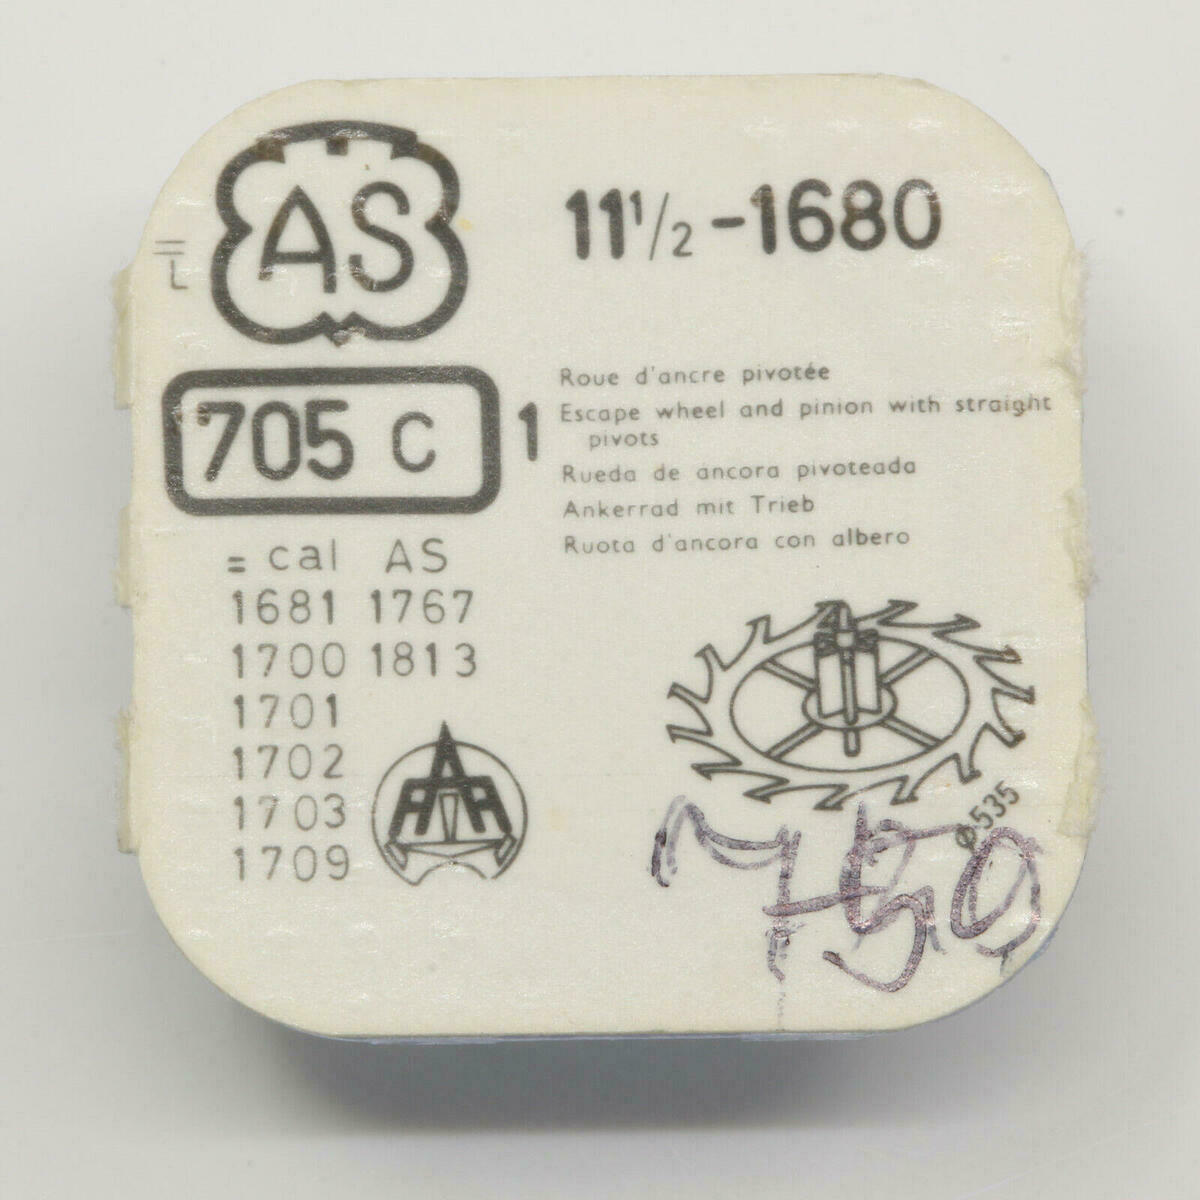 AS
11½ - 1680
=
L
705 C 1
Roue d'ancre pivotée
Escape wheel and pinion with straight
pivots
Rueda de áncora pivoteada
Ankerrad mit Trieb
Ruota d'ancora con albero
= cal AS
1681 1767
1700 1813
1701
1702
1703
1709
Ø 535
750